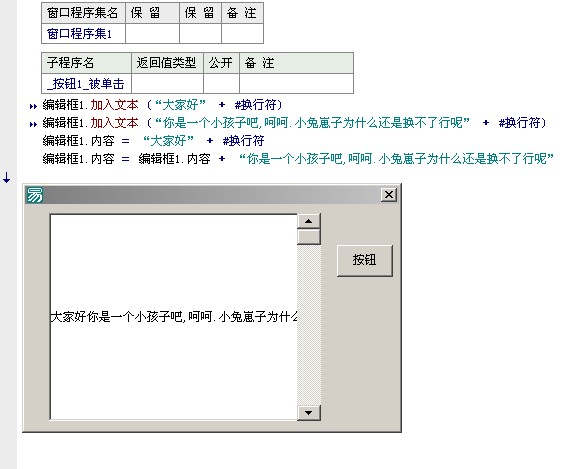 窗口程序集名 保 留 保 留 备 注
窗口程序集1
子程序名 返回值类型 公开 备 注
_按钮1_被单击
编辑框1.加入文本 (“大家好” + #换行符)
编辑框1.加入文本 (“你是一个小孩子吧,呵呵.小兔崽子为什么还是换不了行呢” + #换行符)
编辑框1.内容 = “大家好” + #换行符
编辑框1.内容 = 编辑框1.内容 + “你是一个小孩子吧,呵呵.小兔崽子为什么还是换不了行呢”
易
按钮
大家好你是一个小孩子吧,呵呵.小兔崽子为什么